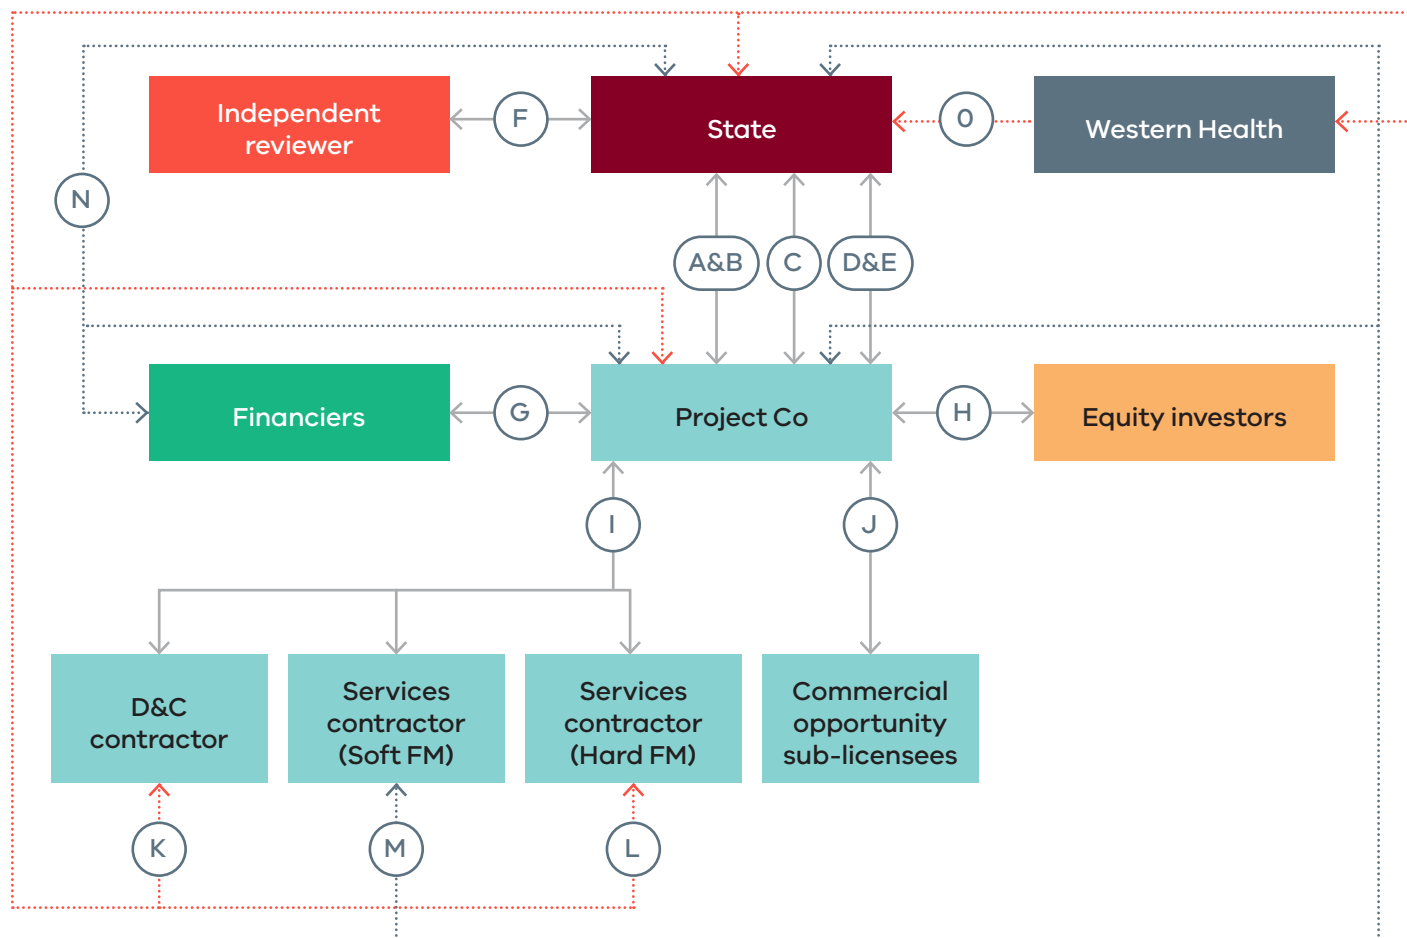 Independent
reviewer
F
State
O
Western Health
N
A&B
C
D&E
Financiers
G
Project Co
H
Equity investors
I
J
D&C
contractor
Services
contractor
(Soft FM)
Services
contractor
(Hard FM)
Commercial
opportunity
sub-licensees
K
M
L